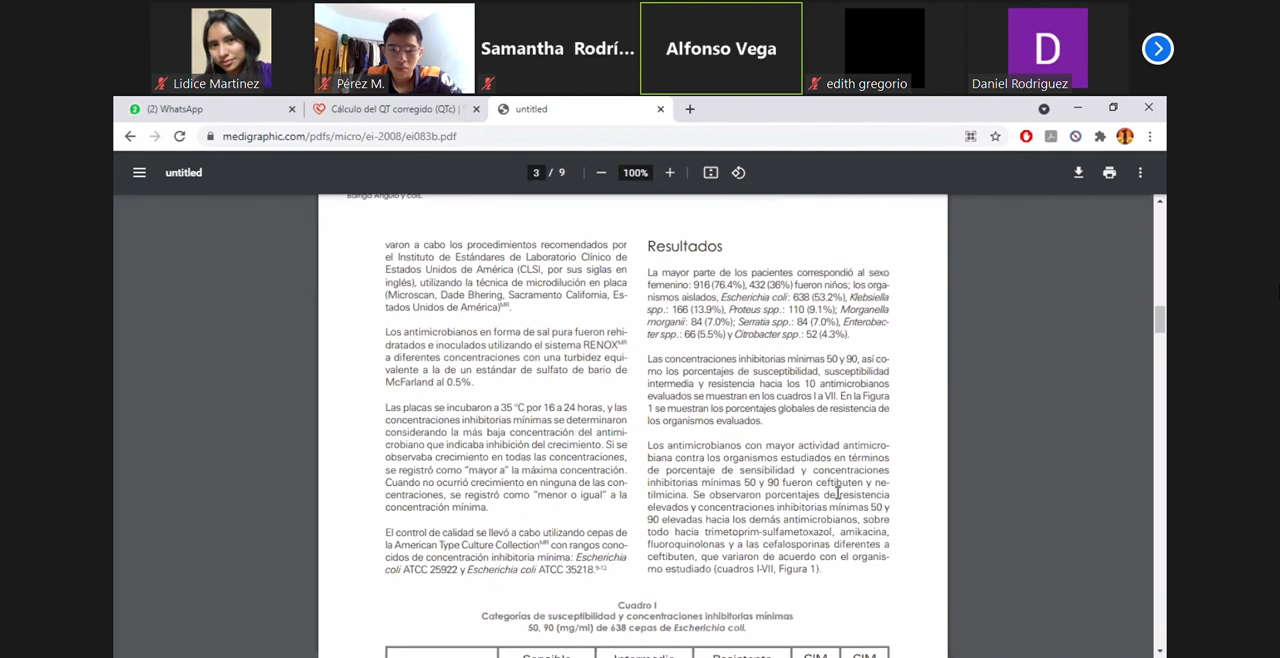 Samantha Rodrí...
Alfonso Vega
D
Lidice Martinez
Pérez M.
edith gregorio
Daniel Rodriguez
2
(2) WhatsApp
Cálculo del QT corregido (QTc) |
untitled
medigraphic.com/pdfs/micro/ei-2008/ei083b.pdf
untitled
3 / 9
100%
Barriga Angulo y cols.
varon a cabo los procedimientos recomendados por
el Instituto de Estándares de Laboratorio Clínico de
Estados Unidos de América (CLSI, por sus siglas en
inglés), utilizando la técnica de microdilución en placa
(Microscan, Dade Bhering, Sacramento California, Es-
tados Unidos de América)MR.
Los antimicrobianos en forma de sal pura fueron rehi-
dratados e inoculados utilizando el sistema RENOXMR
a diferentes concentraciones con una turbidez equi-
valente a la de un estándar de sulfato de bario de
McFarland al 0.5%.
Las placas se incubaron a 35 °C por 16 a 24 horas, y las
concentraciones inhibitorias mínimas se determinaron
considerando la más baja concentración del antimi-
crobiano que indicaba inhibición del crecimiento. Si se
observaba crecimiento en todas las concentraciones,
se registró como "mayor a" la máxima concentración.
Cuando no ocurrió crecimiento en ninguna de las con-
centraciones, se registró como "menor o igual" a la
concentración mínima.
El control de calidad se llevó a cabo utilizando cepas de
la American Type Culture CollectionMR con rangos cono-
cidos de concentración inhibitoria mínima: Escherichia
coli ATCC 25922 y Escherichia coli ATCC 35218.9-12
Resultados
La mayor parte de los pacientes correspondió al sexo
femenino: 916 (76.4%), 432 (36%) fueron niños; los orga-
nismos aislados, Escherichia coli: 638 (53.2%), Klebsiella
spp.: 166 (13.9%), Proteus spp.: 110 (9.1%); Morganella
morganii: 84 (7.0%); Serratia spp.: 84 (7.0%), Enterobac-
ter spp.: 66 (5.5%) y Citrobacter spp.: 52 (4.3%).
Las concentraciones inhibitorias mínimas 50 y 90, así co-
mo los porcentajes de susceptibilidad, susceptibilidad
intermedia y resistencia hacia los 10 antimicrobianos
evaluados se muestran en los cuadros I a VII. En la Figura
1 se muestran los porcentajes globales de resistencia de
los organismos evaluados.
Los antimicrobianos con mayor actividad antimicro-
biana contra los organismos estudiados en términos
de porcentaje de sensibilidad y concentraciones
inhibitorias mínimas 50 y 90 fueron ceftibuten y ne-
tilmicina. Se observaron porcentajes de resistencia
elevados y concentraciones inhibitorias mínimas 50 y
90 elevadas hacia los demás antimicrobianos, sobre
todo hacia trimetoprim-sulfametoxazol, amikacina,
fluoroquinolonas y a las cefalosporinas diferentes a
ceftibuten, que variaron de acuerdo con el organis-
mo estudiado (cuadros I-VII, Figura 1).
Cuadro I
Categorías de susceptibilidad y concentraciones inhibitorias mínimas
50, 90 (mg/ml) de 638 cepas de Escherichia coli.
Sensible Intermedio Resistente CIM CIM